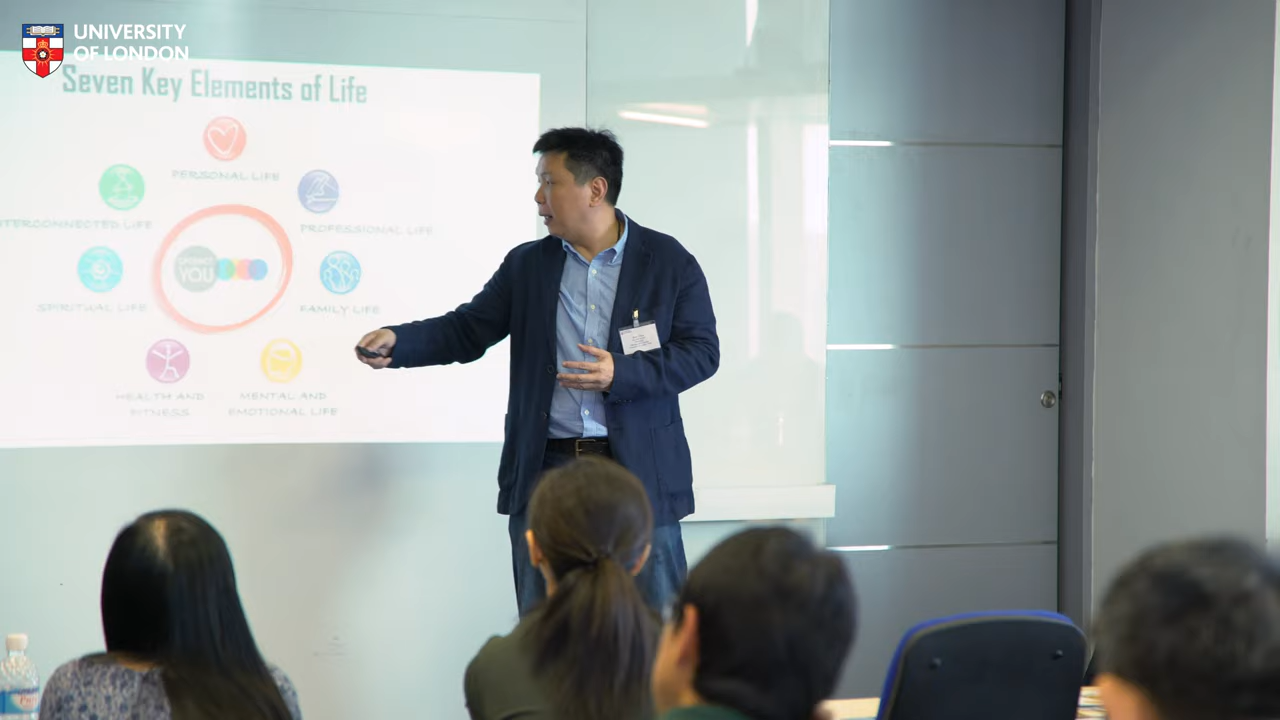 UNIVERSITY
OF LONDON
Seven Key Elements of Life
PERSONAL LIFE
PROFESSIONAL LIFE
NTERCONNECTED LIFE
YOU
SPIRITUAL LIFE
FAMILY LIFE
HEALTH AND
FITNESS
MENTAL AND
EMOTIONAL LIFE